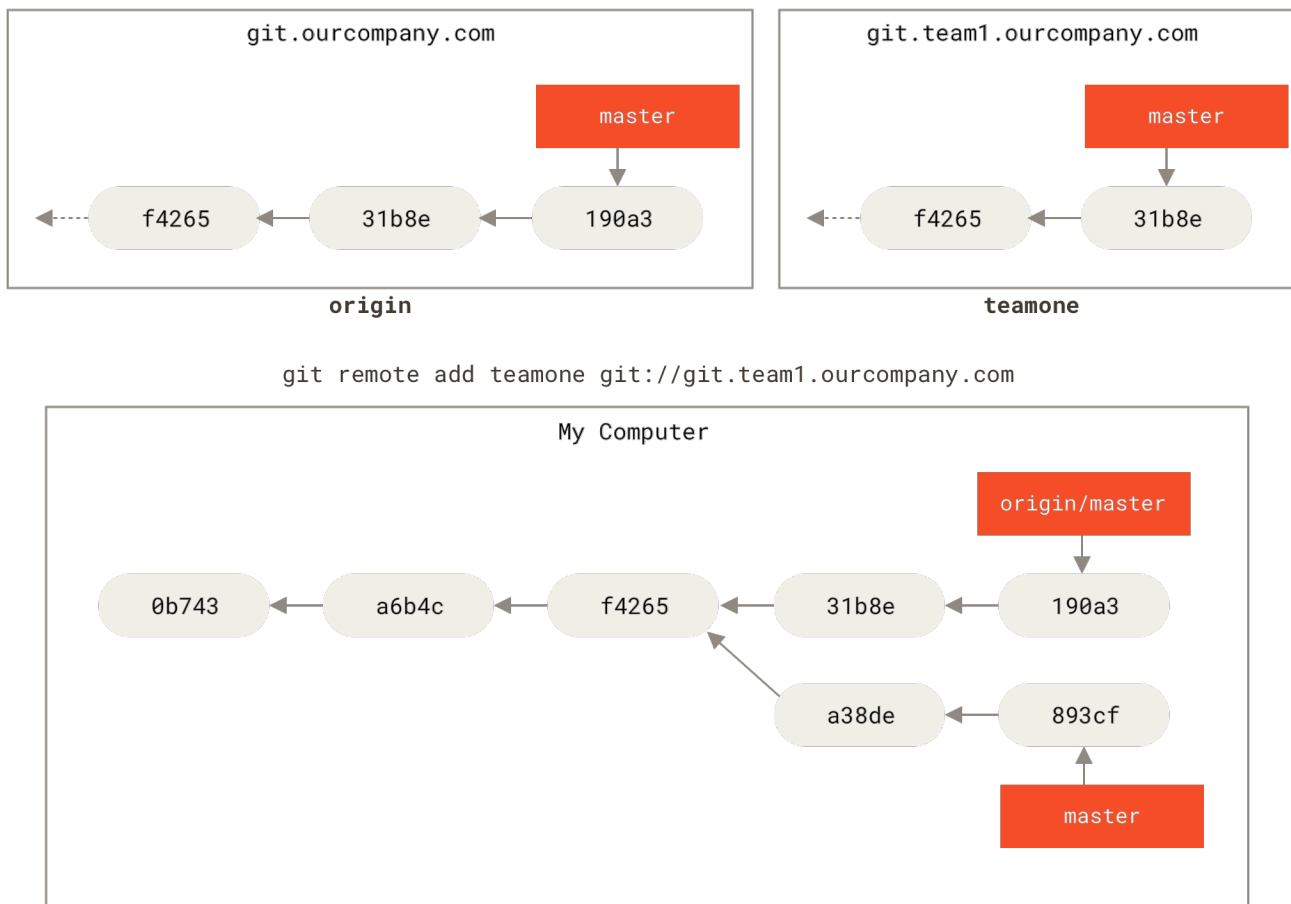 git.ourcompany.com
master
f4265
31b8e
190a3
origin
git.team1.ourcompany.com
master
f4265
31b8e
teamone
git remote add teamone git://git.team1.ourcompany.com
My Computer
origin/master
0b743
a6b4c
f4265
31b8e
190a3
a38de
893cf
master